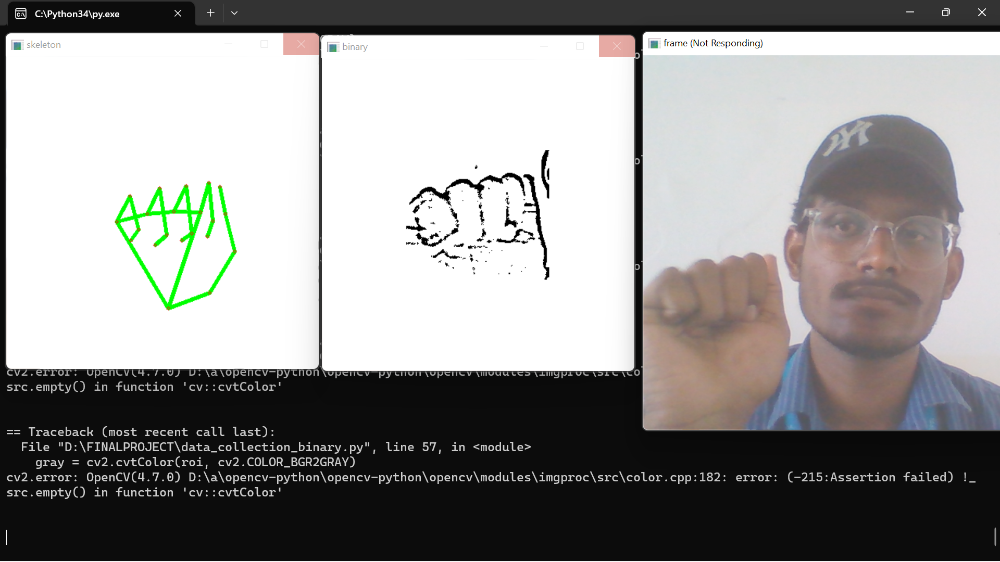 C:\Python34\py.exe
skeleton
binary
frame (Not Responding)
cv2.error: OpenCV(4.7.0) D:\a\opencv-python\opencv-python\opencv\modules\imgproc\src\co
src.empty() in function 'cv::cvtColor'
== Traceback (most recent call last):
File "D:\FINALPROJECT\data_collection_binary.py", line 57, in <module>
gray = cv2.cvtColor(roi, cv2.COLOR_BGR2GRAY)
cv2.error: OpenCV(4.7.0) D:\a\opencv-python\opencv-python\opencv\modules\imgproc\src\color.cpp:182: error: (-215:Assertion failed) !_
src.empty() in function 'cv::cvtColor'